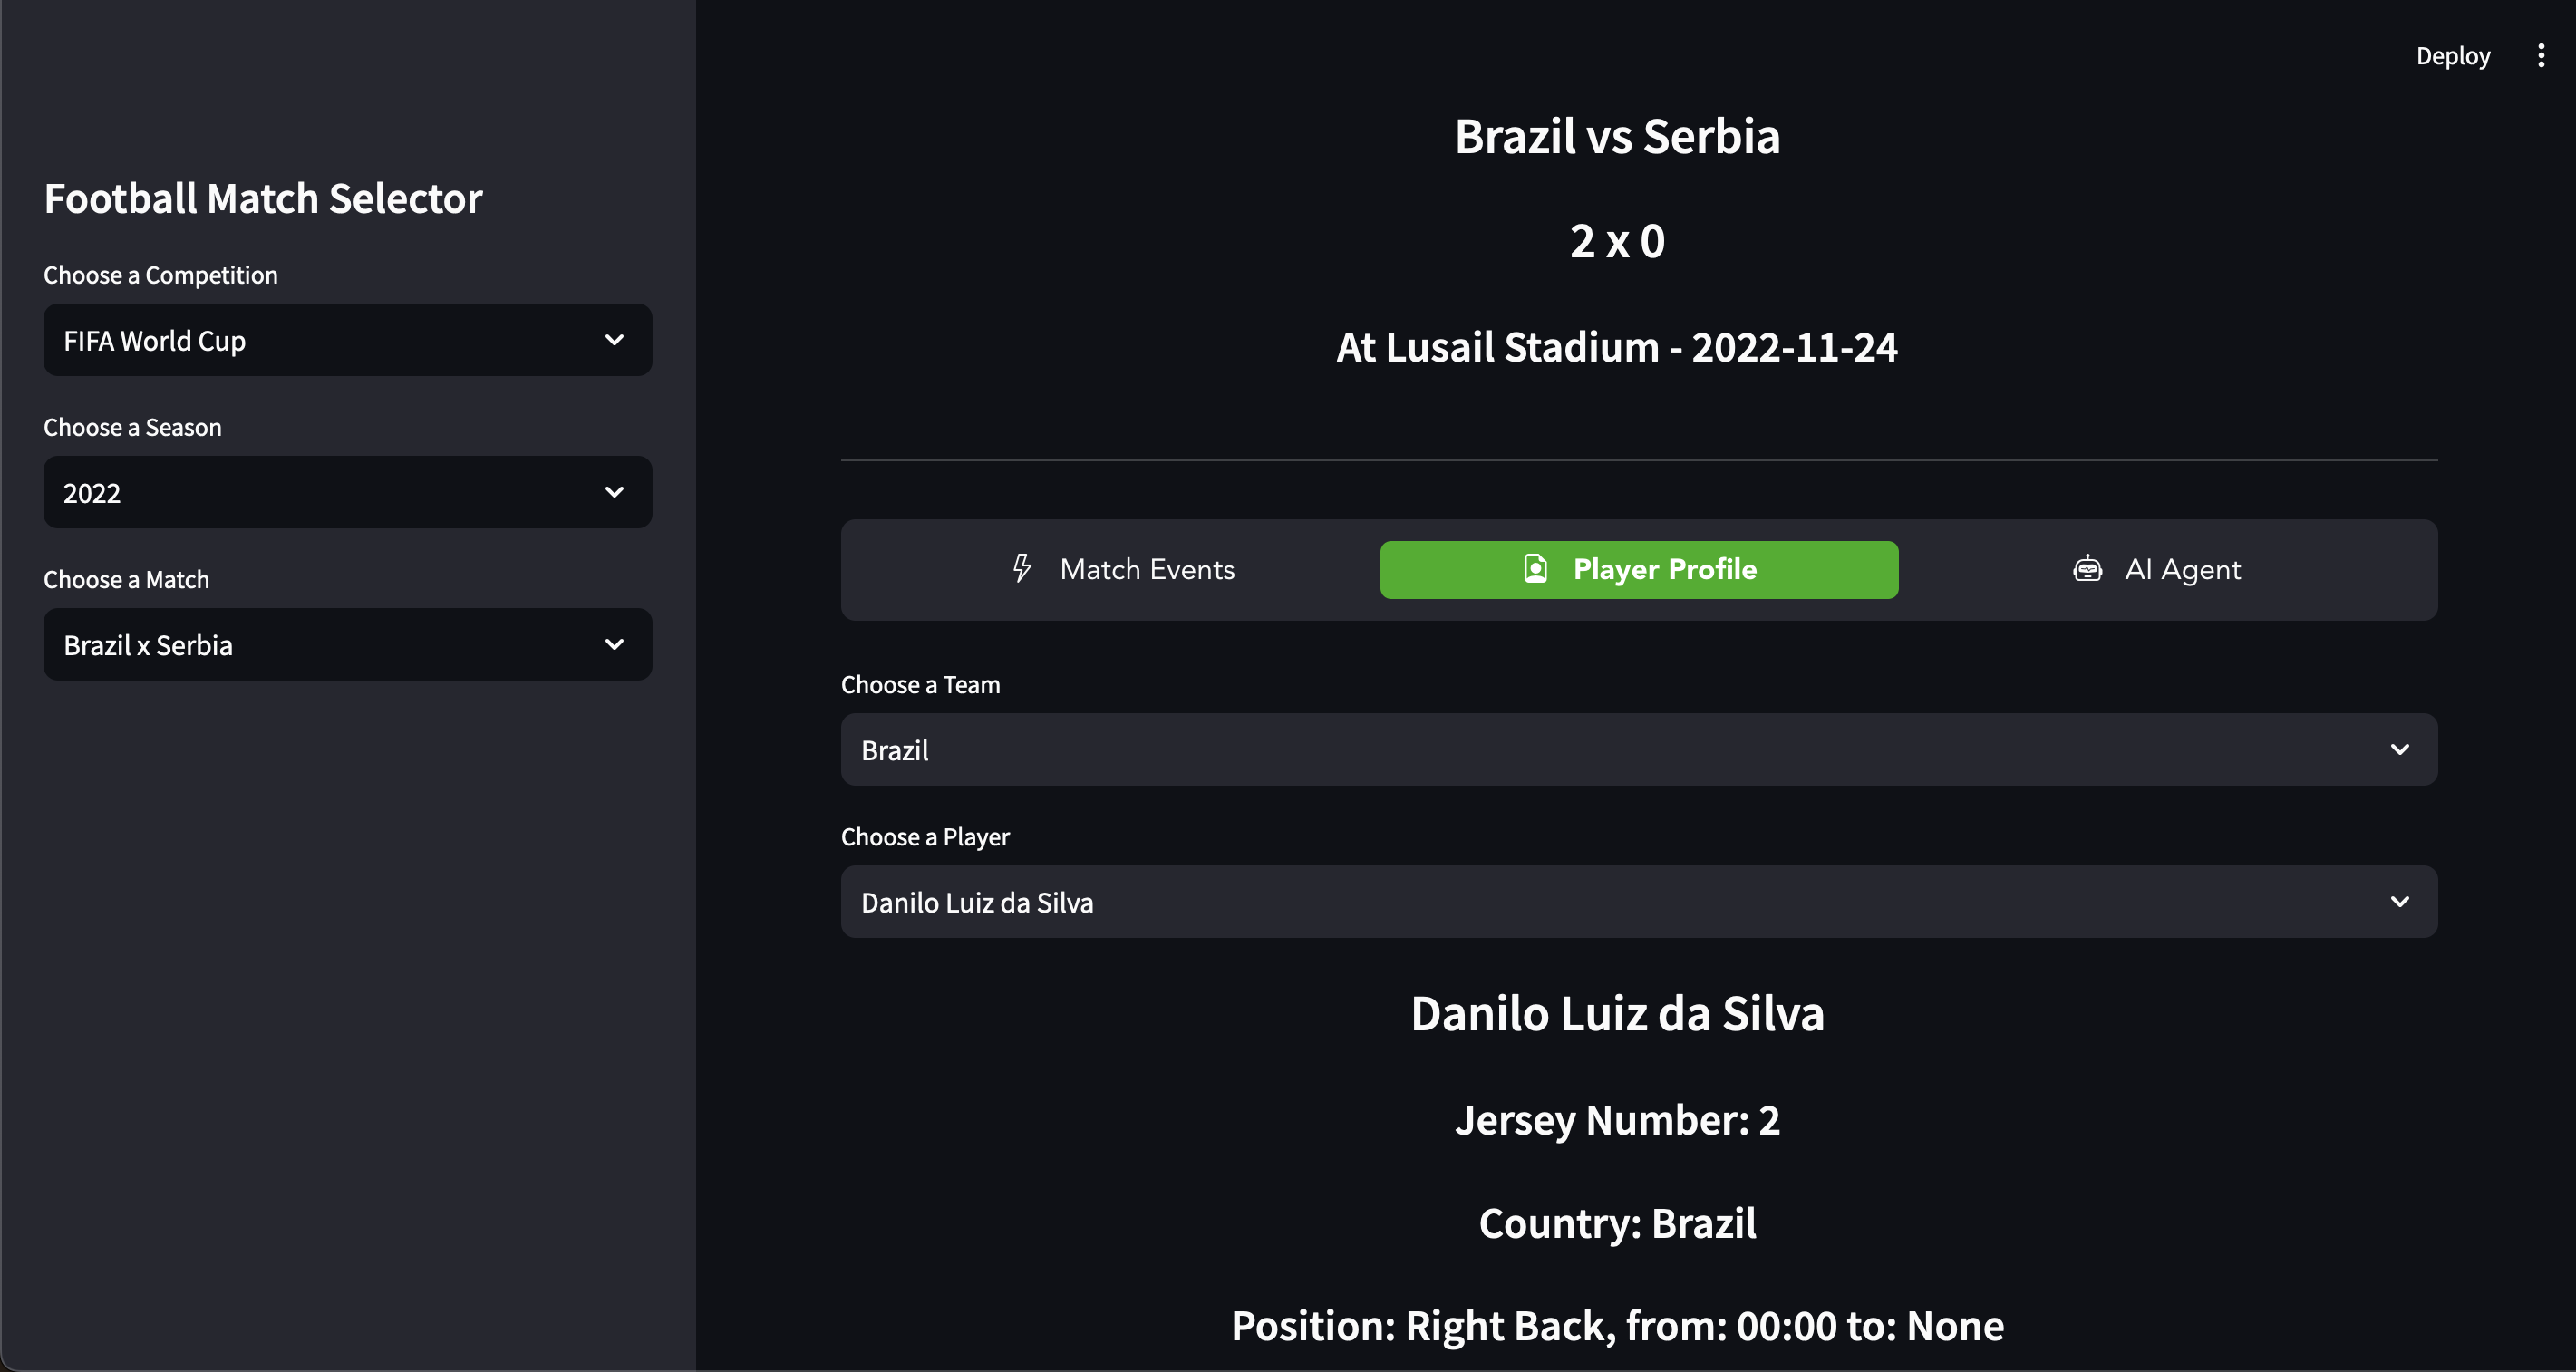 Deploy
Football Match Selector
Choose a Competition
FIFA World Cup
Choose a Season
2022
Choose a Match
Brazil x Serbia
Brazil vs Serbia
2 x 0
At Lusail Stadium - 2022-11-24
Match Events
Player Profile
AI Agent
Choose a Team
Brazil
Choose a Player
Danilo Luiz da Silva
Danilo Luiz da Silva
Jersey Number: 2
Country: Brazil
Position: Right Back, from: 00:00 to: None